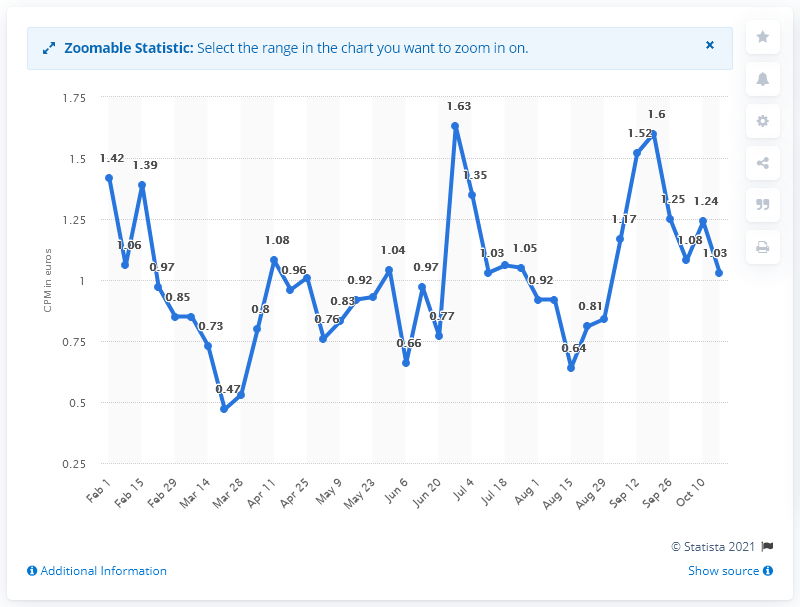 Zoomable Statistic: Select the range in the chart you want to zoom in on.
CPM in euros
1.75
1.5
1.25
1
0.75
0.5
0.25
1.42
1.06
1.39
0.97
0.85
0.73
0.47
0.8
1.08
0.96
0.76
0.83
0.92
1.04
0.66
0.97
0.77
1.63
1.35
1.03
1.05
0.92
0.64
0.81
1.17
1.52
1.6
1.25
1.08
1.24
1.03
Feb 1
Feb 15
Feb 29
Mar 14
Mar 28
Apr 11
Apr 25
May 9
May 23
Jun 6
Jun 20
Jul 4
Jul 18
Aug 1
Aug 15
Aug 29
Sep 12
Sep 26
Oct 10
© Statista 2021
Additional Information
Show source